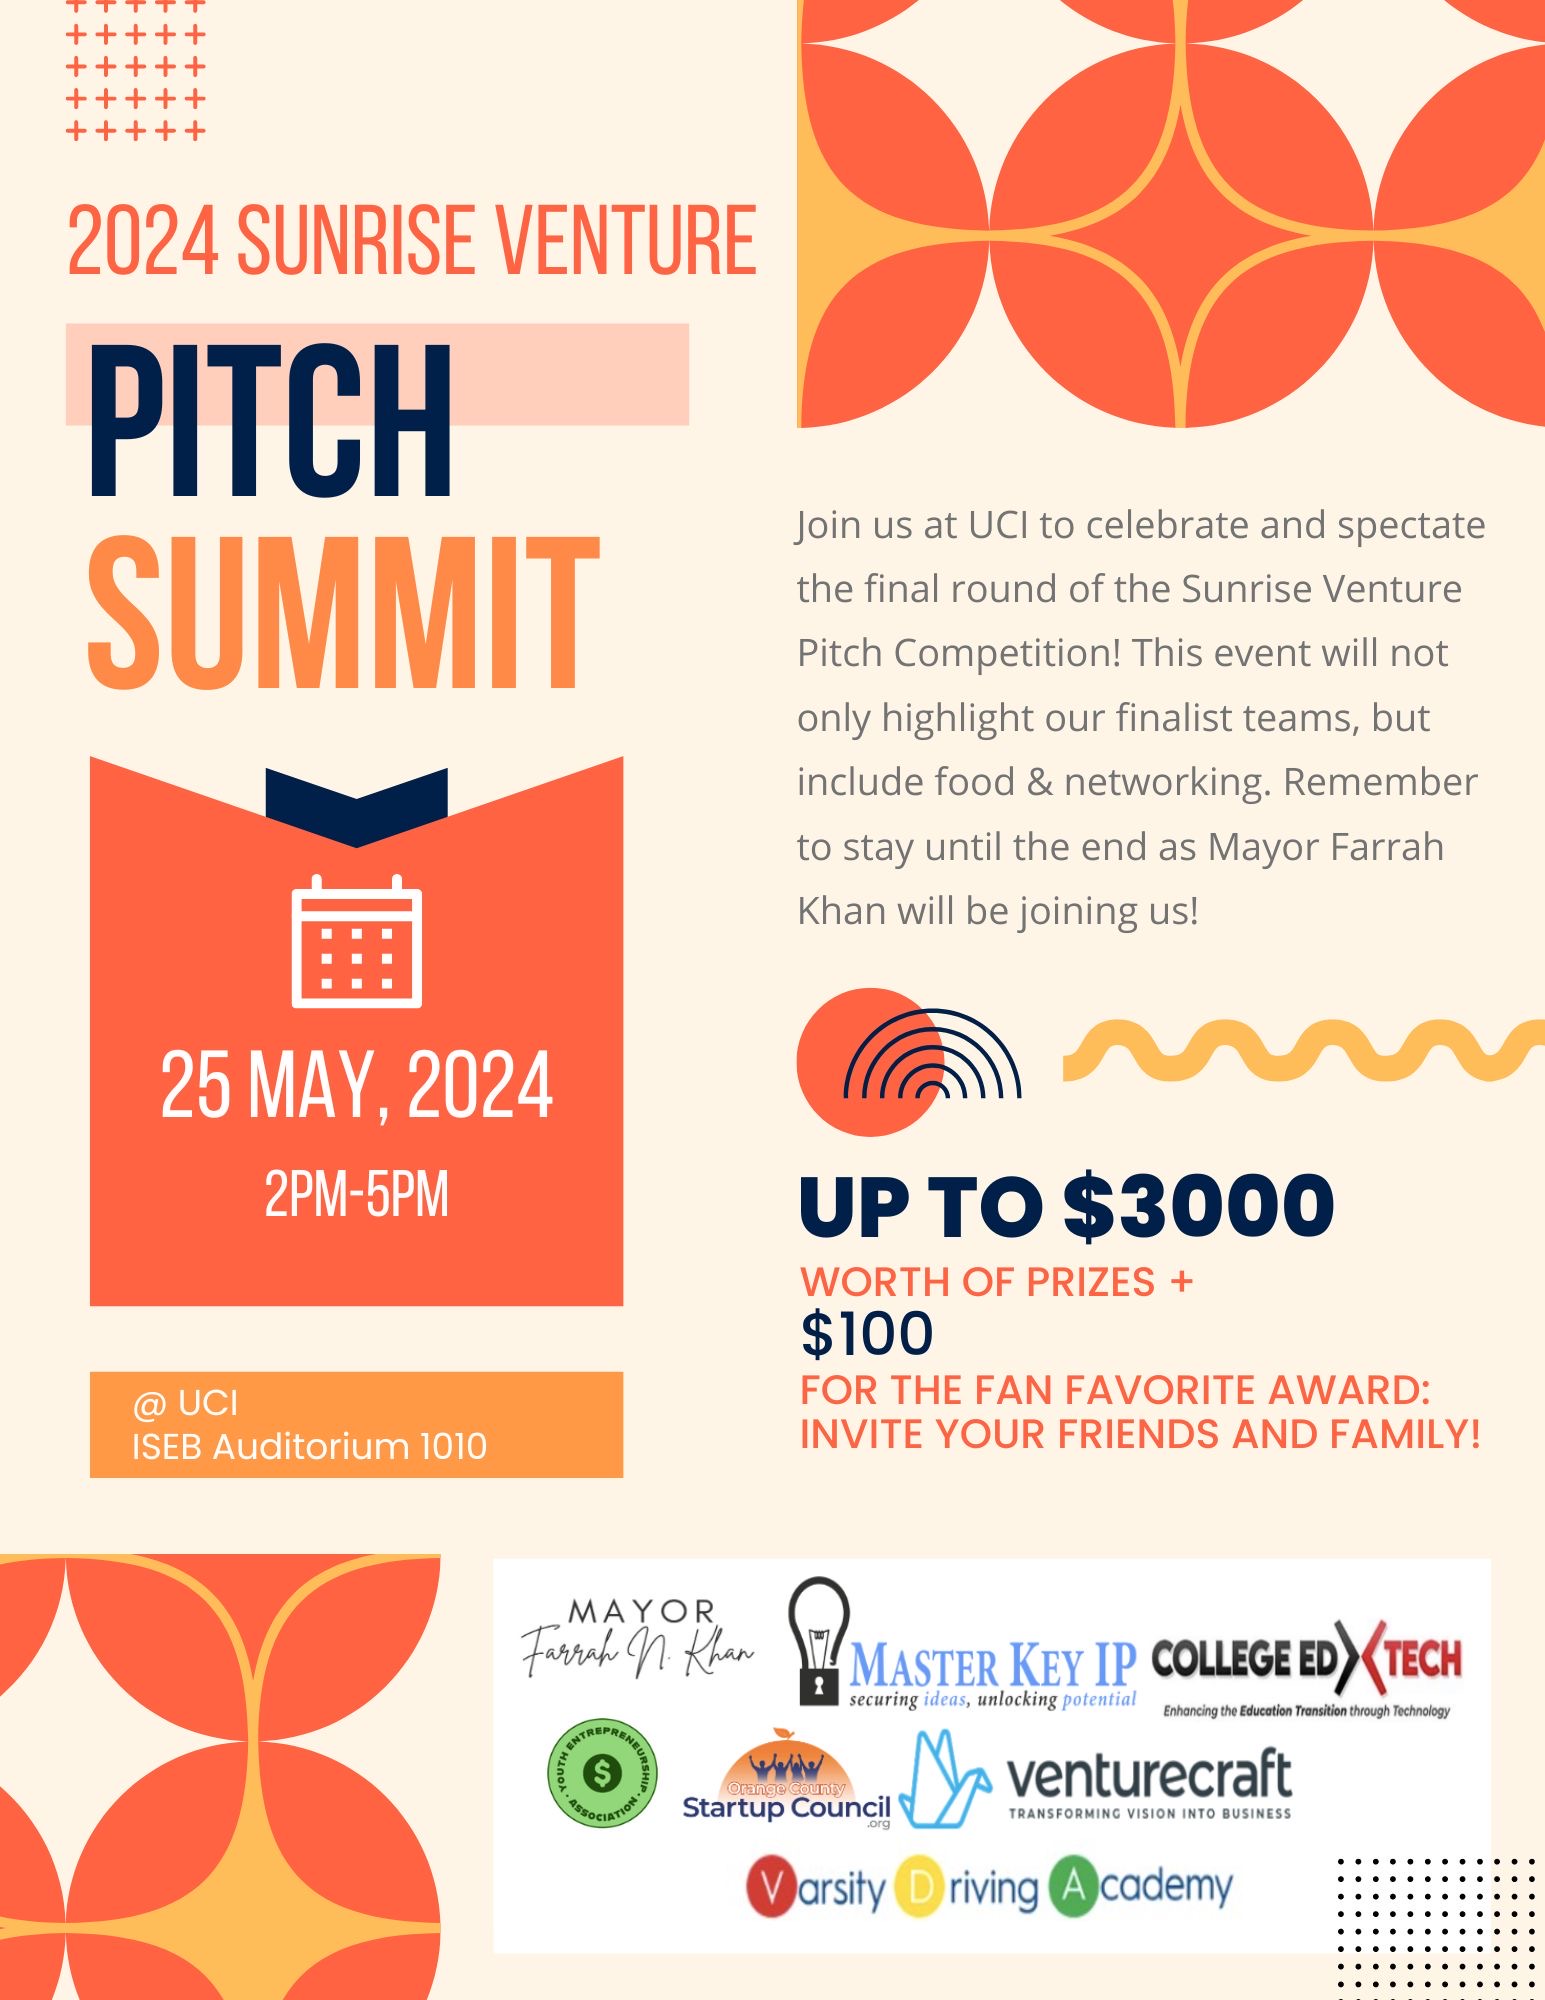 2024 SUNRISE VENTURE
PITCH
SUMMIT
25 MAY, 2024
2PM-5PM
@ UCI
ISEB Auditorium 1010
Join us at UCI to celebrate and spectate
the final round of the Sunrise Venture
Pitch Competition! This event will not
only highlight our finalist teams, but
include food & networking. Remember
to stay until the end as Mayor Farrah
Khan will be joining us!
UP TO $3000
WORTH OF PRIZES +
$100
FOR THE FAN FAVORITE AWARD:
INVITE YOUR FRIENDS AND FAMILY!
MAYOR
Farrah N. Khan
MASTER KEY IP
securing ideas, unlocking potential
COLLEGE EDXTECH
Enhancing the Education Transition through Technology
YOUTH ENTREPRENEURSHIP
ASSOCIATION
$
Orange County
Startup Council
.org
venturecraft
TRANSFORMING VISION INTO BUSINESS
Varsity Driving Academy